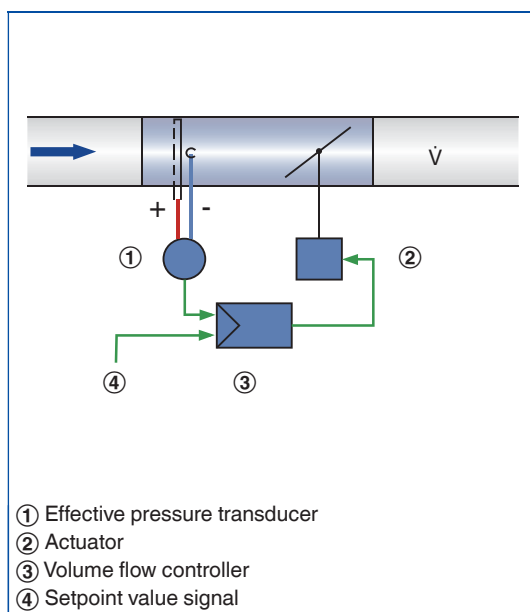 V̇
+ -
① ②
④ ③
① Effective pressure transducer
② Actuator
③ Volume flow controller
④ Setpoint value signal